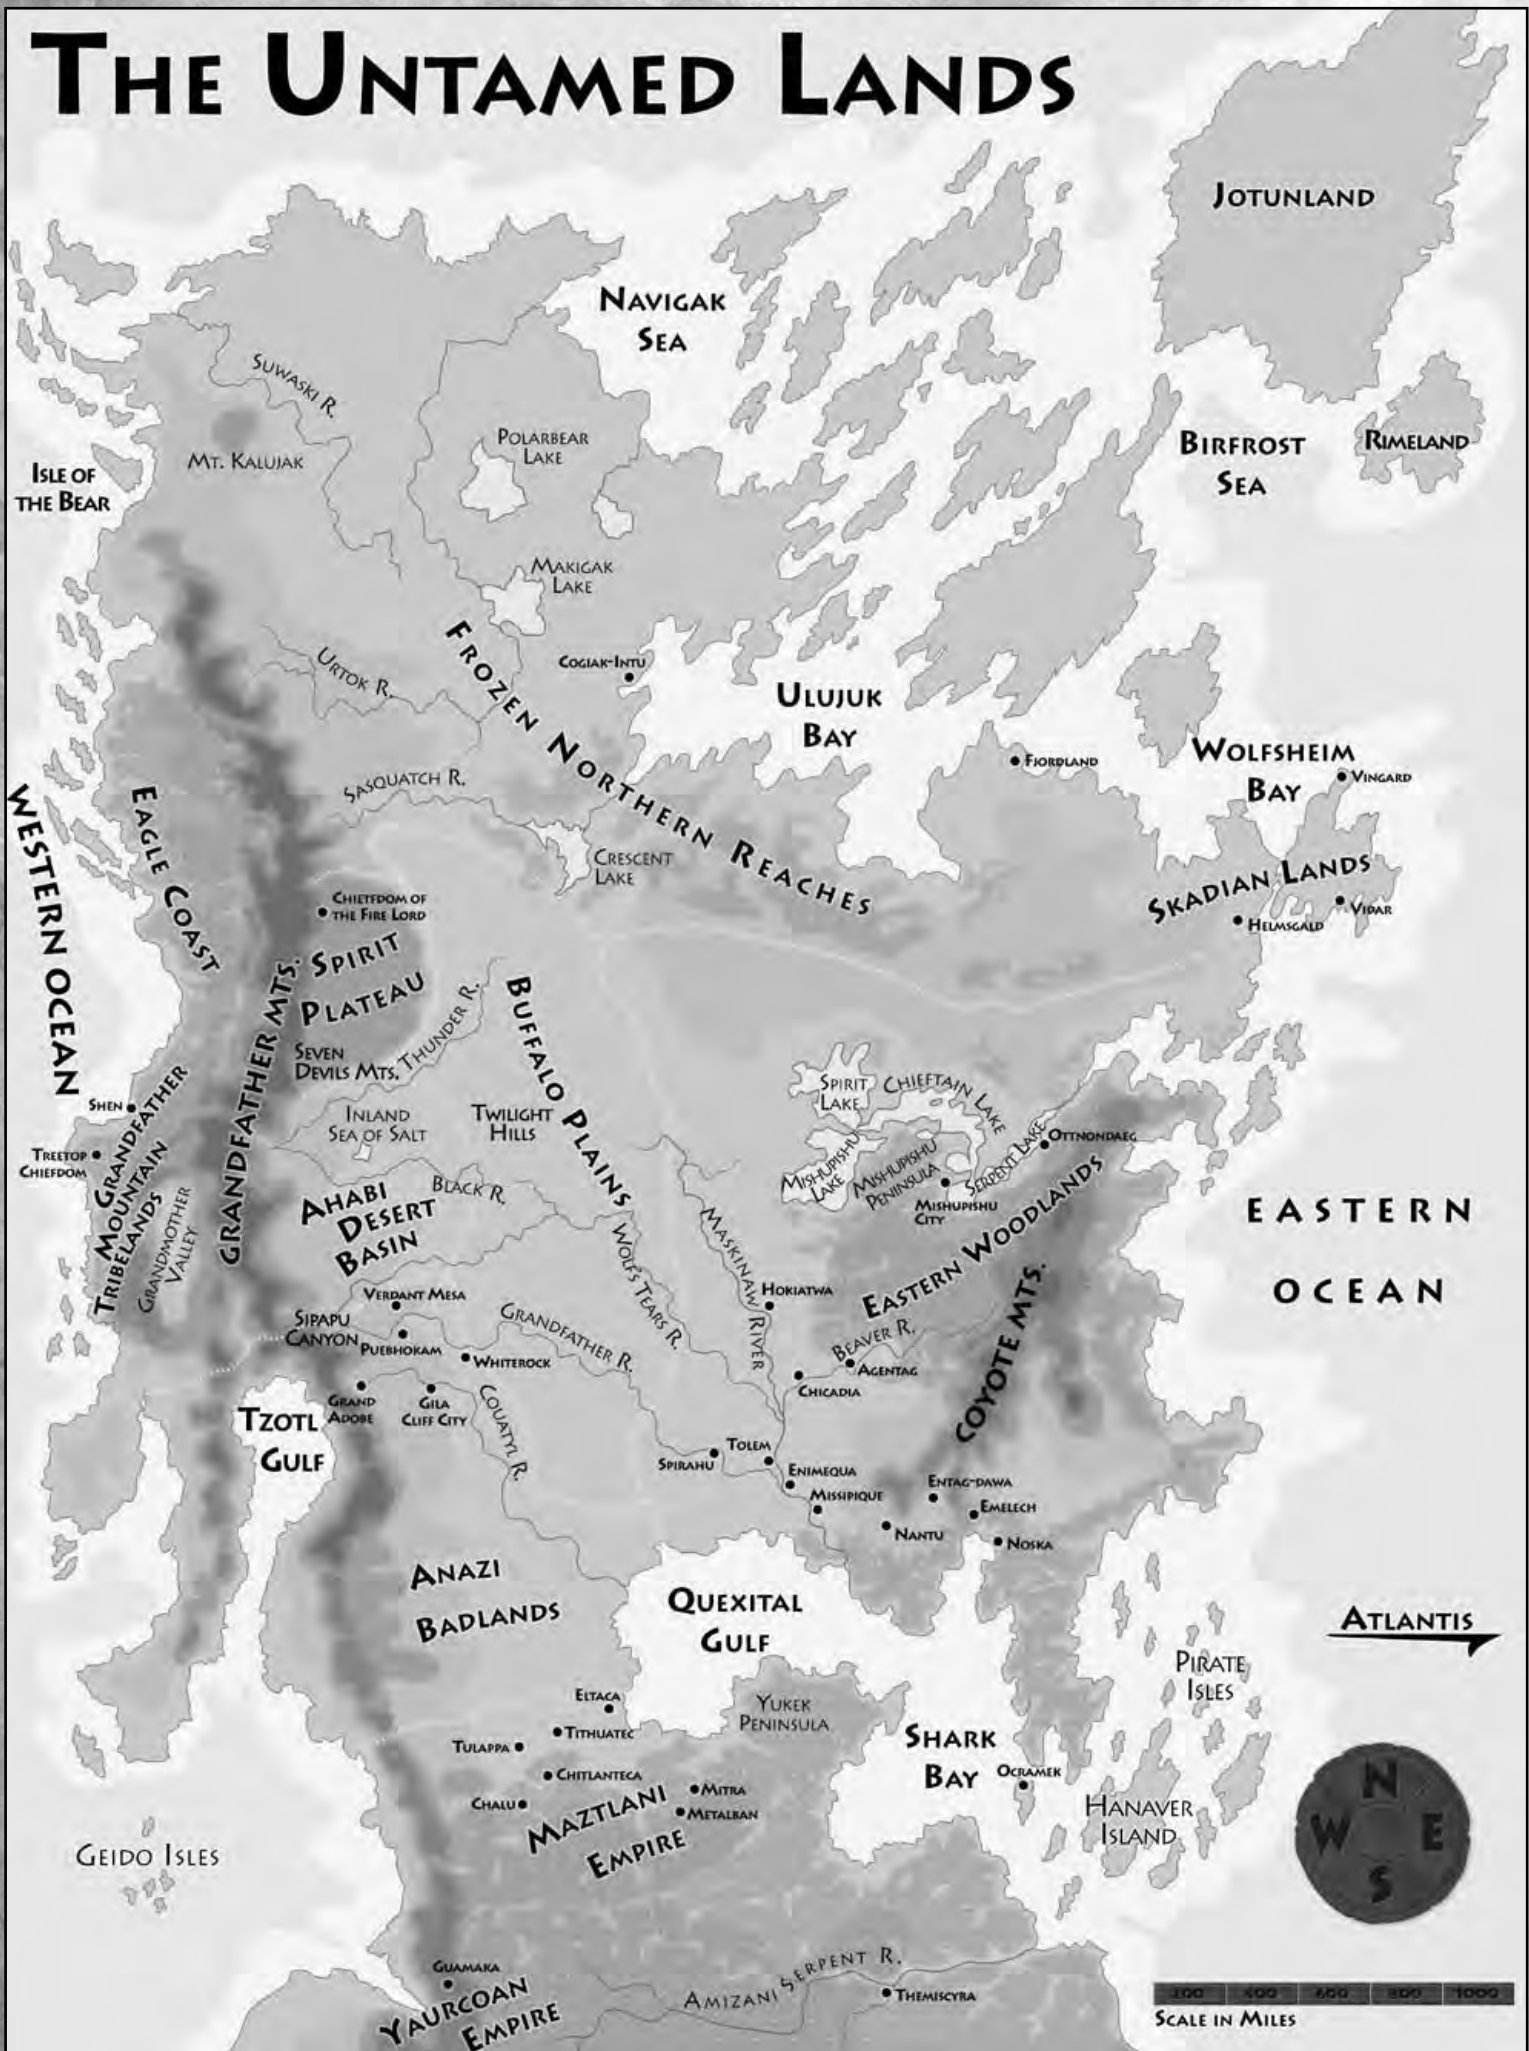 THE UNTAMED LANDS
JOTUNLAND
NAVIGAK
SEA
SUWASKI R.
MT. KALUJAK
POLARBEAR
LAKE
BIRFROST
SEA
RIMELAND
ISLE OF
THE BEAR
MAKIGAK
LAKE
FROZEN NORTHERN REACHES
COGIAK-INTU
URTOK R.
ULUJUK
BAY
FJORDLAND
WOLFSHEIM
BAY
VINGARD
SASQUATCH R.
EAGLE COAST
WESTERN OCEAN
CRESCENT
LAKE
SKADIAN LANDS
HELMSGALD
VIDAR
CHIEFDOM OF
THE FIRE LORD
SPIRIT
PLATEAU
GRANDFATHER MTS.
THUNDER R.
SEVEN
DEVILS MTS.
BUFFALO PLAINS
SHEN
TREETOP
CHIEFDOM
GRANDFATHER
MOUNTAIN
TRIBELANDS
GRANDMOTHER
VALLEY
INLAND
SEA OF SALT
TWILIGHT
HILLS
SPIRIT
LAKE
CHIEFTAIN LAKE
MISHUPISHU
LAKE
MISHUPISHU
PENINSULA
SERPENT LAKE
OTTNONDAEG
MISHUPISHU
CITY
EASTERN WOODLANDS
AHABI
DESERT
BASIN
BLACK R.
WOLF'S TEARS R.
MASKINAW RIVER
EASTERN
OCEAN
HOKIATWA
VERDANT MESA
SIPAPU
CANYON
PUEBHOKAM
WHITEROCK
GRANDFATHER R.
BEAVER R.
AGENTAG
CHICADIA
COYOTE MTS.
GRAND
ADOBE
GILA
CLIFF CITY
COUATYL R.
TZOTL
GULF
SPIRAHU
TOLEM
ENIMEQUA
MISSIPIQUE
ENTAG-DAWA
EMELECH
NANTU
NOSKA
ANAZI
BADLANDS
QUEXITAL
GULF
ATLANTIS
PIRATE
ISLES
ELTACA
TITHUATEC
TULAPPA
YUKEK
PENINSULA
SHARK
BAY
OCRAMEK
CHITLANTECA
CHALU
MITRA
METALBAN
MAZTLANI
EMPIRE
HANAVER
ISLAND
GEIDO ISLES
N
W E
S
GUAMAKA
YAURCOAN
EMPIRE
AMIZANI SERPENT R.
THEMISCYRA
200 400 600 800 1000
SCALE IN MILES